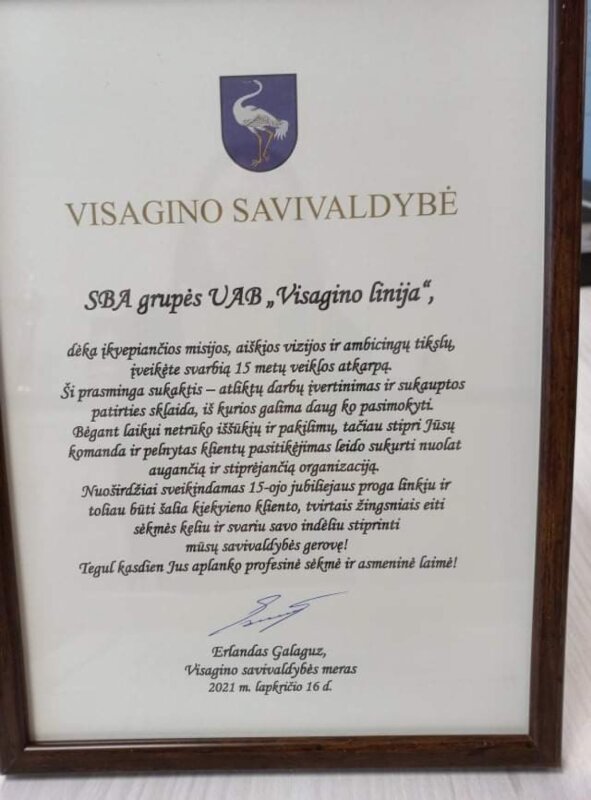 VISAGINO SAVIVALDYBĖ
SBA grupės UAB „Visagino linija“,
dėka įkvepiančios misijos, aiškios vizijos ir ambicingų tikslų,
įveikėte svarbią 15 metų veiklos atkarpą.
Ši prasminga sukaktis – atliktų darbų įvertinimas ir sukauptos
patirties sklaida, iš kurios galima daug ko pasimokyti.
Bėgant laikui netrūko iššūkių ir pakilimų, tačiau stipri Jūsų
komanda ir pelnytas klientų pasitikėjimas leido sukurti nuolat
augančią ir stiprėjančią organizaciją.
Nuoširdžiai sveikindamas 15-ojo jubiliejaus proga linkiu ir
toliau būti šalia kiekvieno kliento, tvirtais žingsniais eiti
sėkmės keliu ir svariu savo indėliu stiprinti
mūsų savivaldybės gerovę!
Tegul kasdien Jus aplanko profesinė sėkmė ir asmeninė laimė!
Erlandas Galaguz,
Visagino savivaldybės meras
2021 m. lapkričio 16 d.